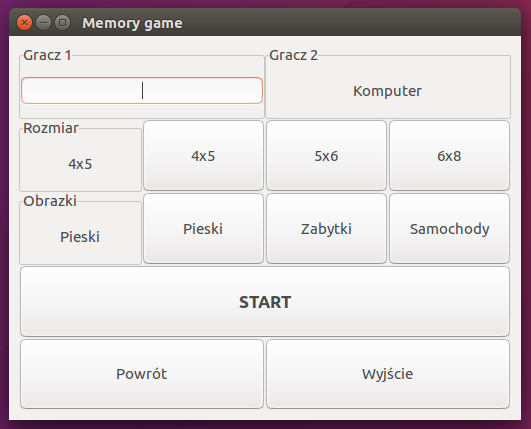 Memory game
Gracz 1
Gracz 2
Komputer
Rozmiar
4x5
4x5
5x6
6x8
Obrazki
Pieski
Pieski
Zabytki
Samochody
START
Powrót
Wyjście